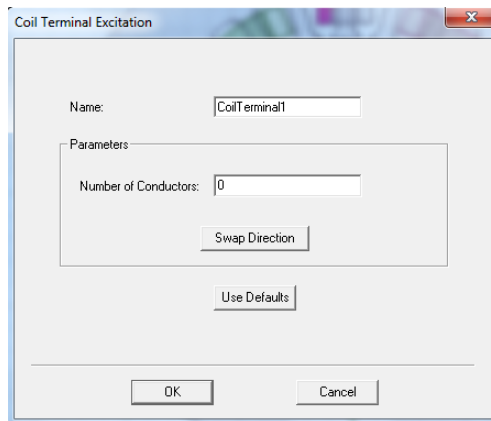 Coil Terminal Excitation
Name: CoilTerminal1
Parameters
Number of Conductors: 0
Swap Direction
Use Defaults
OK Cancel